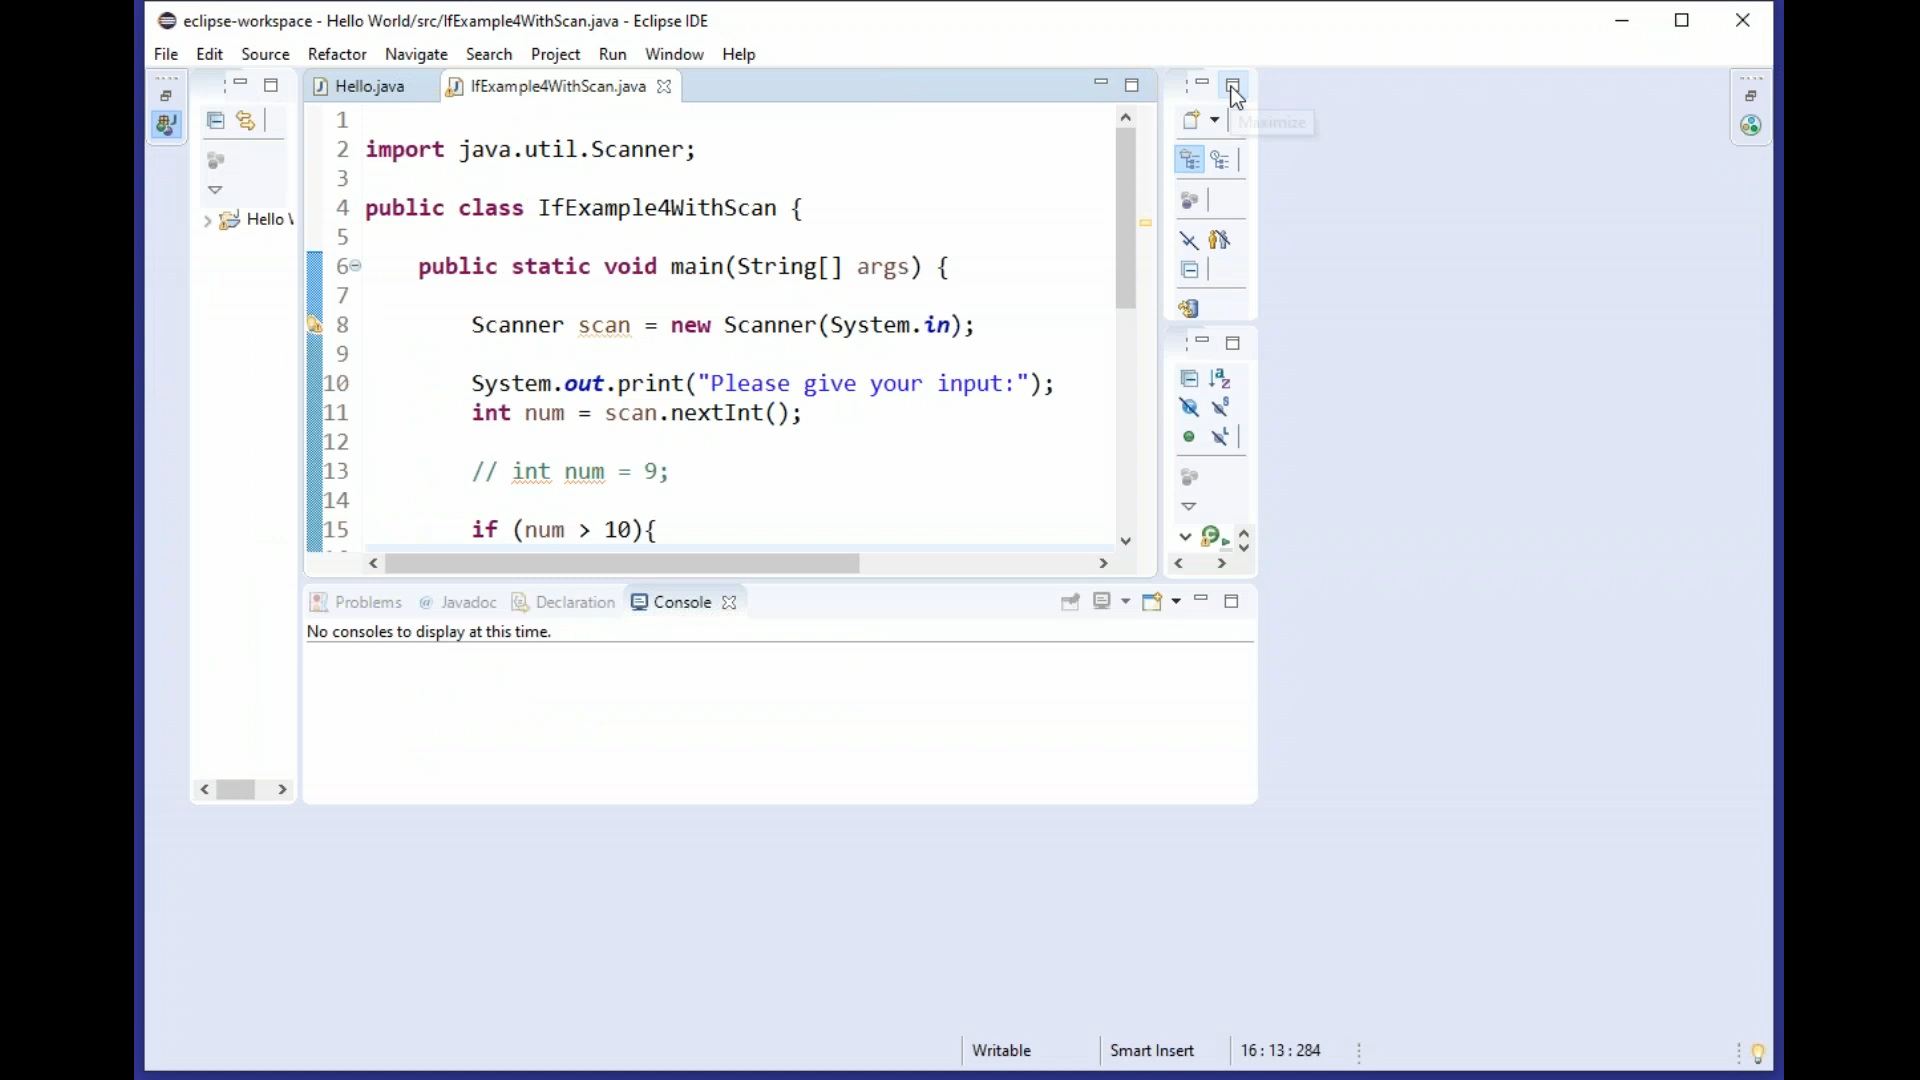 eclipse-workspace - Hello World/src/IfExample4WithScan.java - Eclipse IDE
File Edit Source Refactor Navigate Search Project Run Window Help
Hello.java
IfExample4WithScan.java
Maximize
1
2 import java.util.Scanner;
3
4 public class IfExample4WithScan {
5
6 public static void main(String[] args) {
7
8 Scanner scan = new Scanner(System.in);
9
10 System.out.print("Please give your input:");
11 int num = scan.nextInt();
12
13 // int num = 9;
14
15 if (num > 10){
Hello
Problems @ Javadoc Declaration Console
No consoles to display at this time.
Writable Smart Insert 16 : 13 : 284